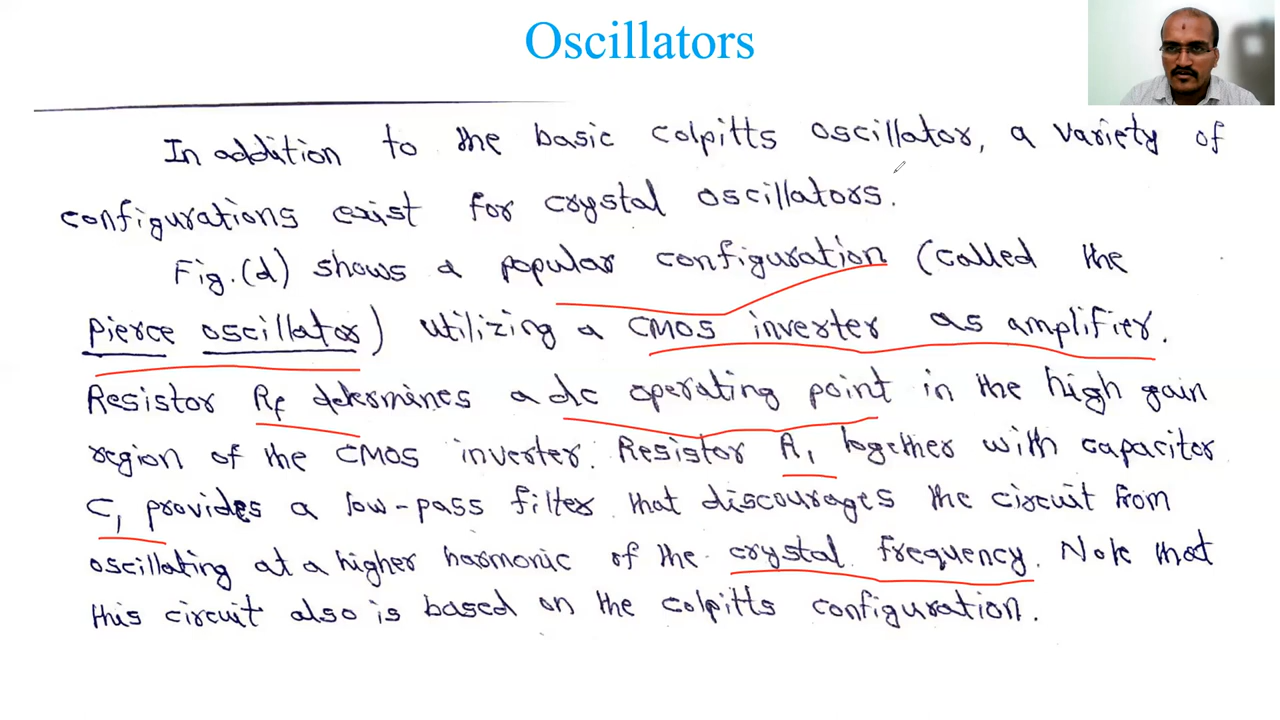 Oscillators
In addition to the basic colpitts oscillator, a variety of
configurations exist for crystal oscillators.
Fig.(d) shows a popular configuration (called the
pierce oscillator) utilizing a CMOS inverter as amplifier.
Resistor Rf determines a dc operating point in the high gain
region of the CMOS inverter. Resistor R1 together with capacitor
C1 provides a low-pass filter that discourages the circuit from
oscillating at a higher harmonic of the crystal frequency. Note that
this circuit also is based on the colpitts configuration.